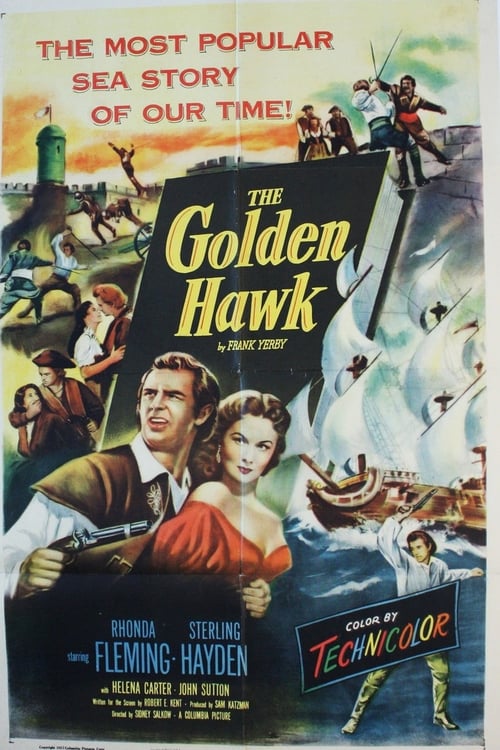 THE MOST POPULAR
SEA STORY
OF OUR TIME!
THE
Golden
Hawk
by FRANK YERBY
RHONDA STERLING
starring FLEMING · HAYDEN
with HELENA CARTER · JOHN SUTTON
Written for the Screen by ROBERT E. KENT · Produced by SAM KATZMAN
Directed by SIDNEY SALKOW · A COLUMBIA PICTURE
COLOR BY
TECHNICOLOR